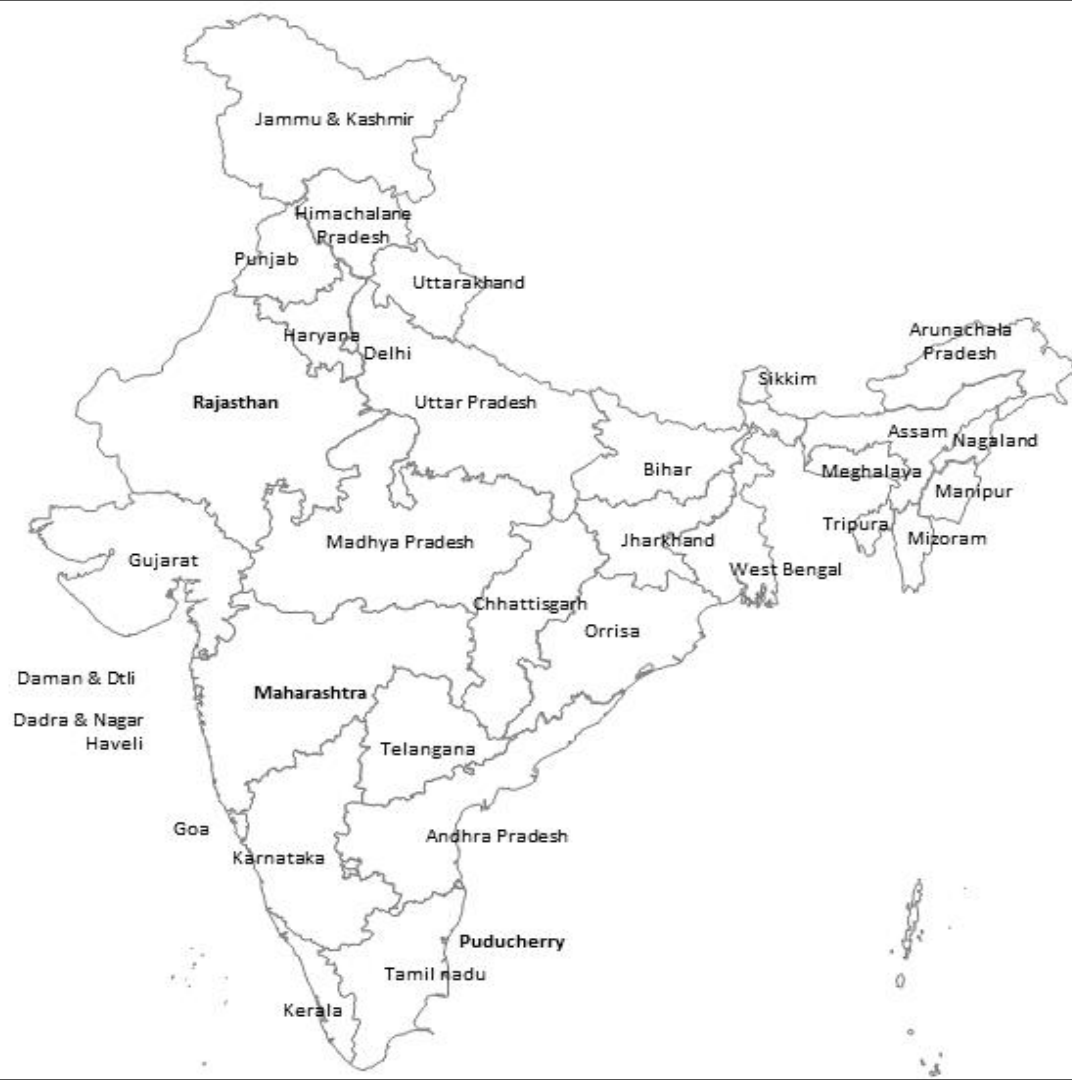 Jammu & Kashmir
Himachalane
Pradesh
Punjab
Uttarakhand
Haryana
Delhi
Arunachala
Pradesh
Sikkim
Rajasthan
Uttar Pradesh
Assam
Nagaland
Bihar
Meghalaya
Manipur
Tripura
Mizoram
Madhya Pradesh
Jharkhand
Gujarat
West Bengal
Chhattisgarh
Orrisa
Daman & Dtli
Maharashtra
Dadra & Nagar
Haveli
Telangana
Goa
Andhra Pradesh
Karnataka
Puducherry
Tamil nadu
Kerala